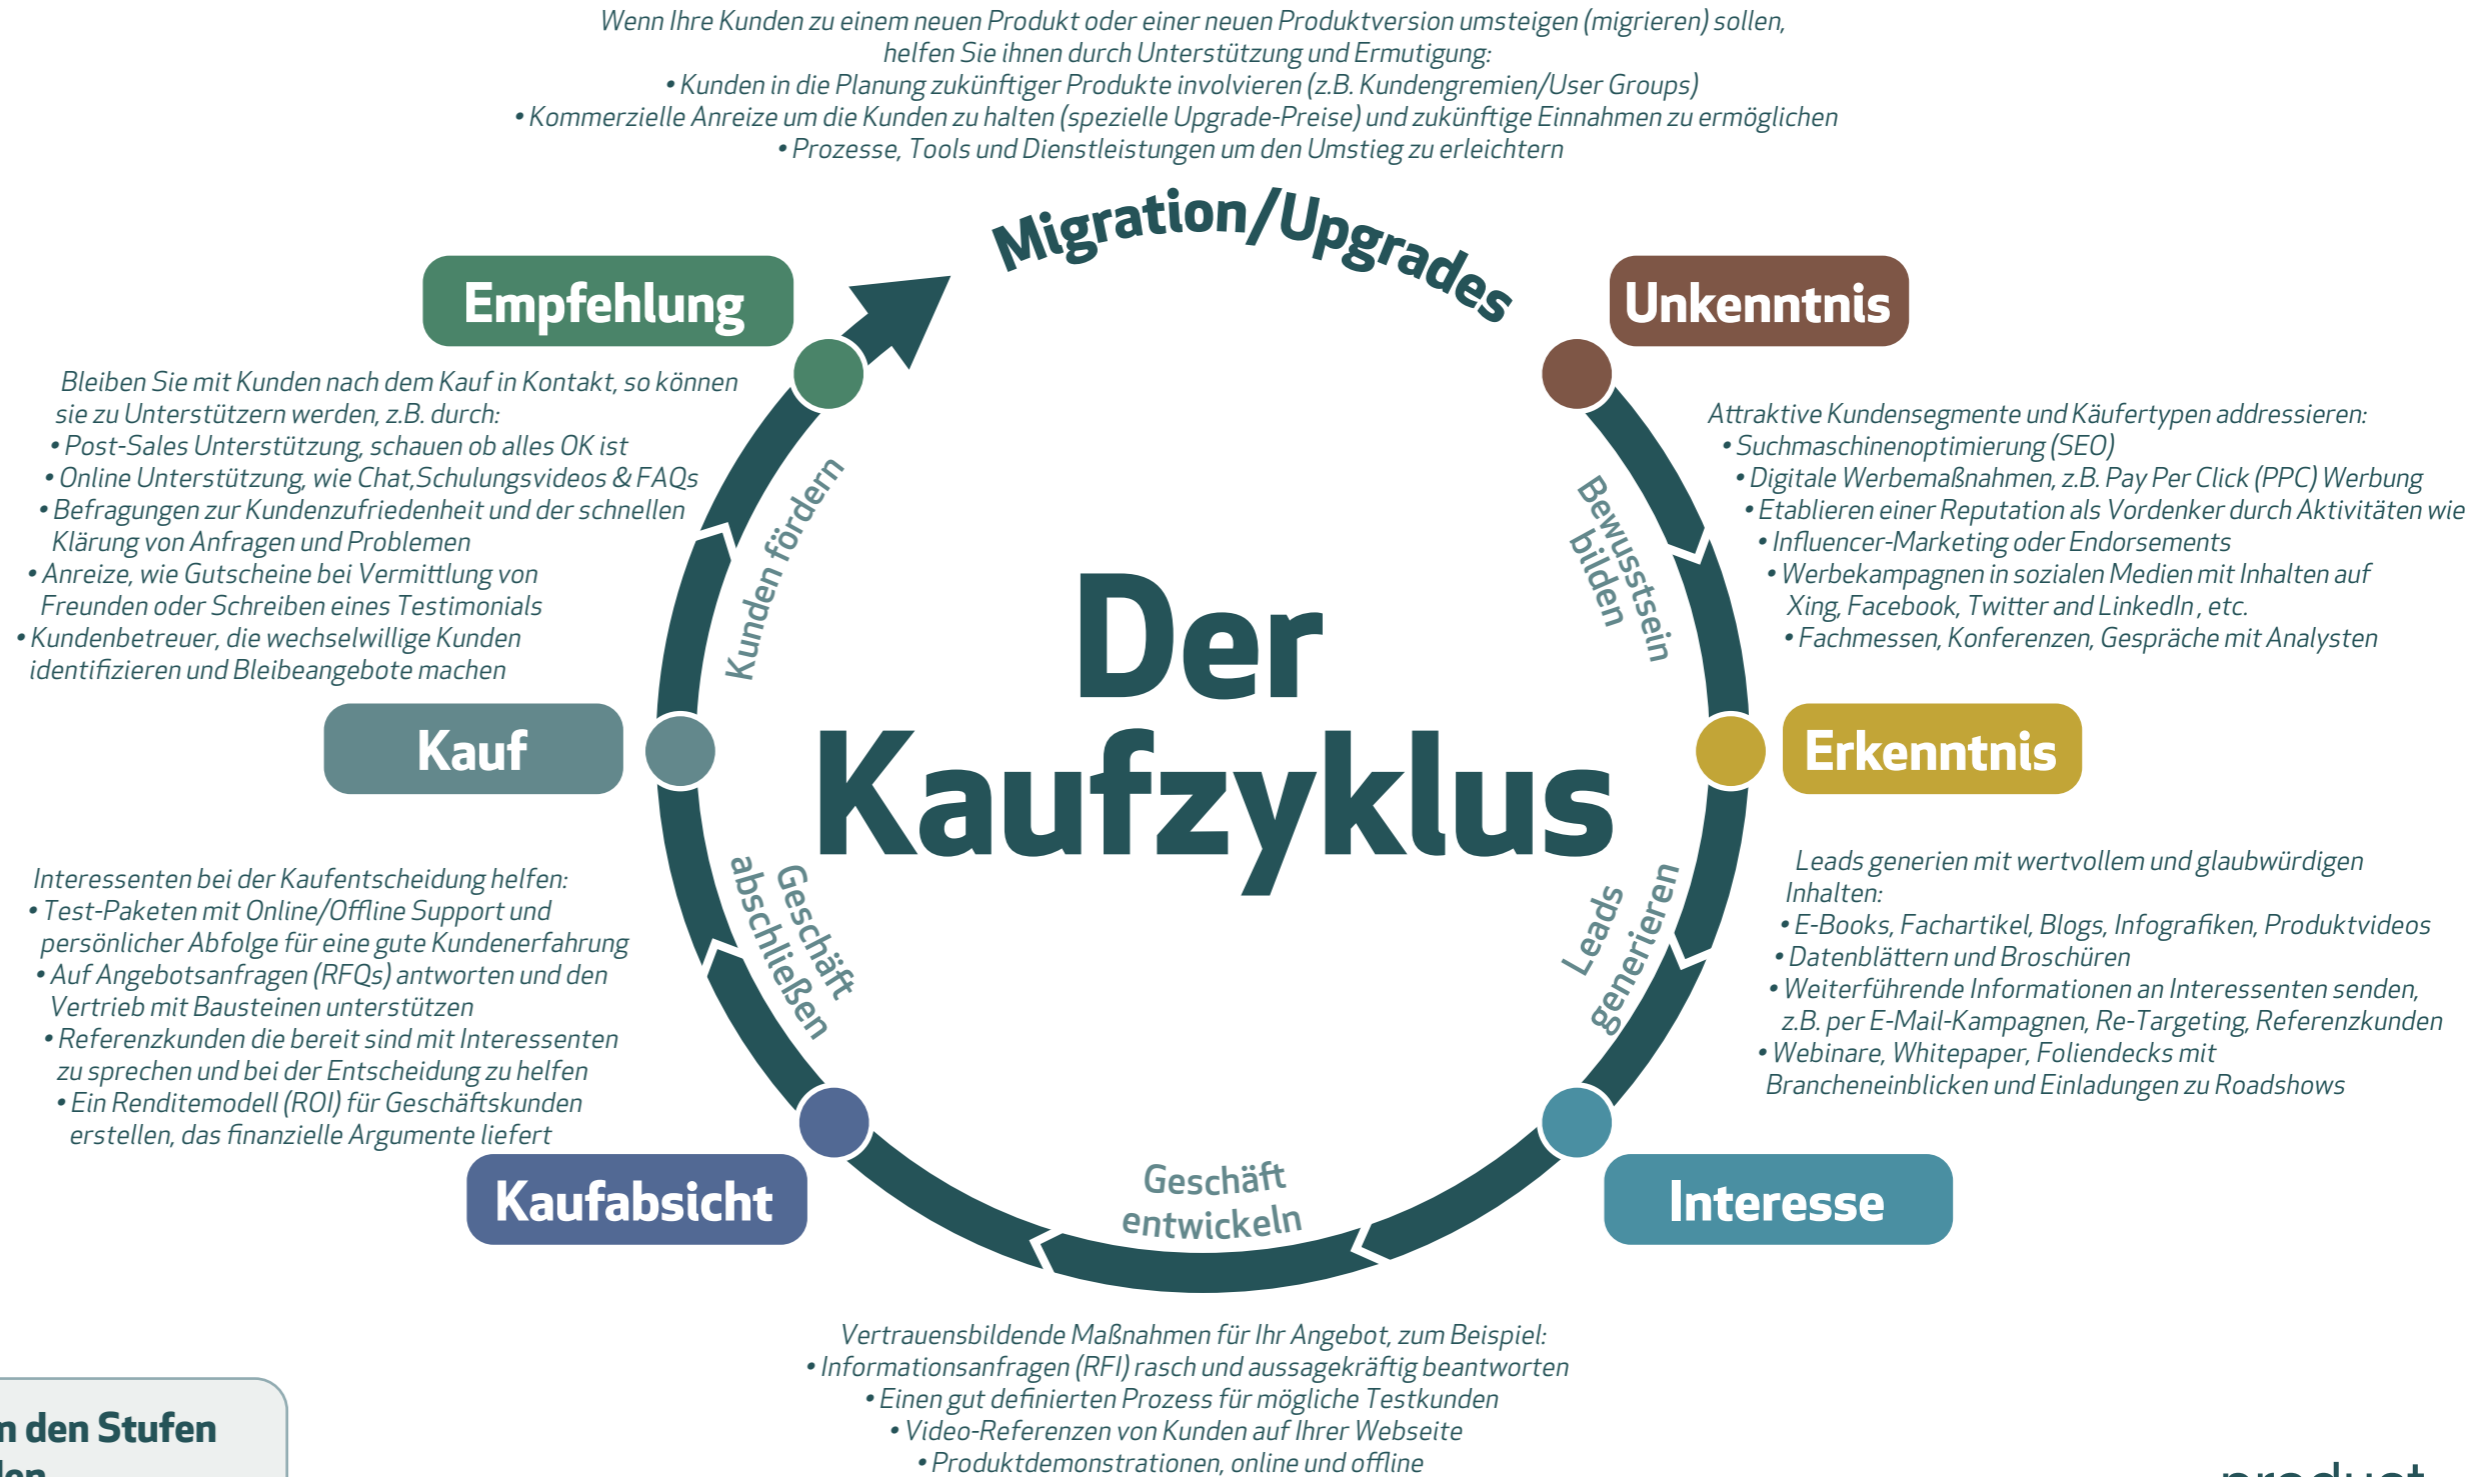 Wenn Ihre Kunden zu einem neuen Produkt oder einer neuen Produktversion umsteigen (migrieren) sollen,
helfen Sie ihnen durch Unterstützung und Ermutigung:
• Kunden in die Planung zukünftiger Produkte involvieren (z.B. Kundengremien/User Groups)
• Kommerzielle Anreize um die Kunden zu halten (spezielle Upgrade-Preise) und zukünftige Einnahmen zu ermöglichen
• Prozesse, Tools und Dienstleistungen um den Umstieg zu erleichtern
Migration/Upgrades
Unkenntnis
Attraktive Kundensegmente und Käufertypen addressieren:
• Suchmaschinenoptimierung (SEO)
• Digitale Werbemaßnahmen, z.B. Pay Per Click (PPC) Werbung
• Etablieren einer Reputation als Vordenker durch Aktivitäten wie
• Influencer-Marketing oder Endorsements
• Werbekampagnen in sozialen Medien mit Inhalten auf
Xing, Facebook, Twitter and LinkedIn , etc.
• Fachmessen, Konferenzen, Gespräche mit Analysten
Bewusstsein
bilden
Erkenntnis
Leads generien mit wertvollem und glaubwürdigen
Inhalten:
• E-Books, Fachartikel, Blogs, Infografiken, Produktvideos
• Datenblättern und Broschüren
• Weiterführende Informationen an Interessenten senden,
z.B. per E-Mail-Kampagnen, Re-Targeting, Referenzkunden
• Webinare, Whitepaper, Foliendecks mit
Brancheneinblicken und Einladungen zu Roadshows
Leads
generieren
Interesse
Geschäft
entwickeln
Vertrauensbildende Maßnahmen für Ihr Angebot, zum Beispiel:
• Informationsanfragen (RFI) rasch und aussagekräftig beantworten
• Einen gut definierten Prozess für mögliche Testkunden
• Video-Referenzen von Kunden auf Ihrer Webseite
• Produktdemonstrationen, online und offline
Kaufabsicht
Interessenten bei der Kaufentscheidung helfen:
• Test-Paketen mit Online/Offline Support und
persönlicher Abfolge für eine gute Kundenerfahrung
• Auf Angebotsanfragen (RFQs) antworten und den
Vertrieb mit Bausteinen unterstützen
• Referenzkunden die bereit sind mit Interessenten
zu sprechen und bei der Entscheidung zu helfen
• Ein Renditemodell (ROI) für Geschäftskunden
erstellen, das finanzielle Argumente liefert
Geschäft
abschließen
Kauf
Bleiben Sie mit Kunden nach dem Kauf in Kontakt, so können
sie zu Unterstützern werden, z.B. durch:
• Post-Sales Unterstützung, schauen ob alles OK ist
• Online Unterstützung, wie Chat,Schulungsvideos & FAQs
• Befragungen zur Kundenzufriedenheit und der schnellen
Klärung von Anfragen und Problemen
• Anreize, wie Gutscheine bei Vermittlung von
Freunden oder Schreiben eines Testimonials
• Kundenbetreuer, die wechselwillige Kunden
identifizieren und Bleibeangebote machen
Kunden fördern
Empfehlung
Der
Kaufzyklus
den Stufen
product